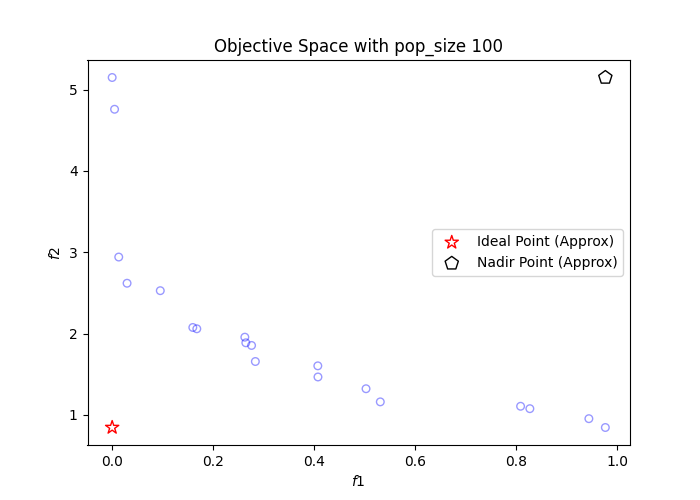 Objective Space with pop_size 100
5
4
3
2
1
f2
Ideal Point (Approx)
Nadir Point (Approx)
0.0 0.2 0.4 0.6 0.8 1.0
f1